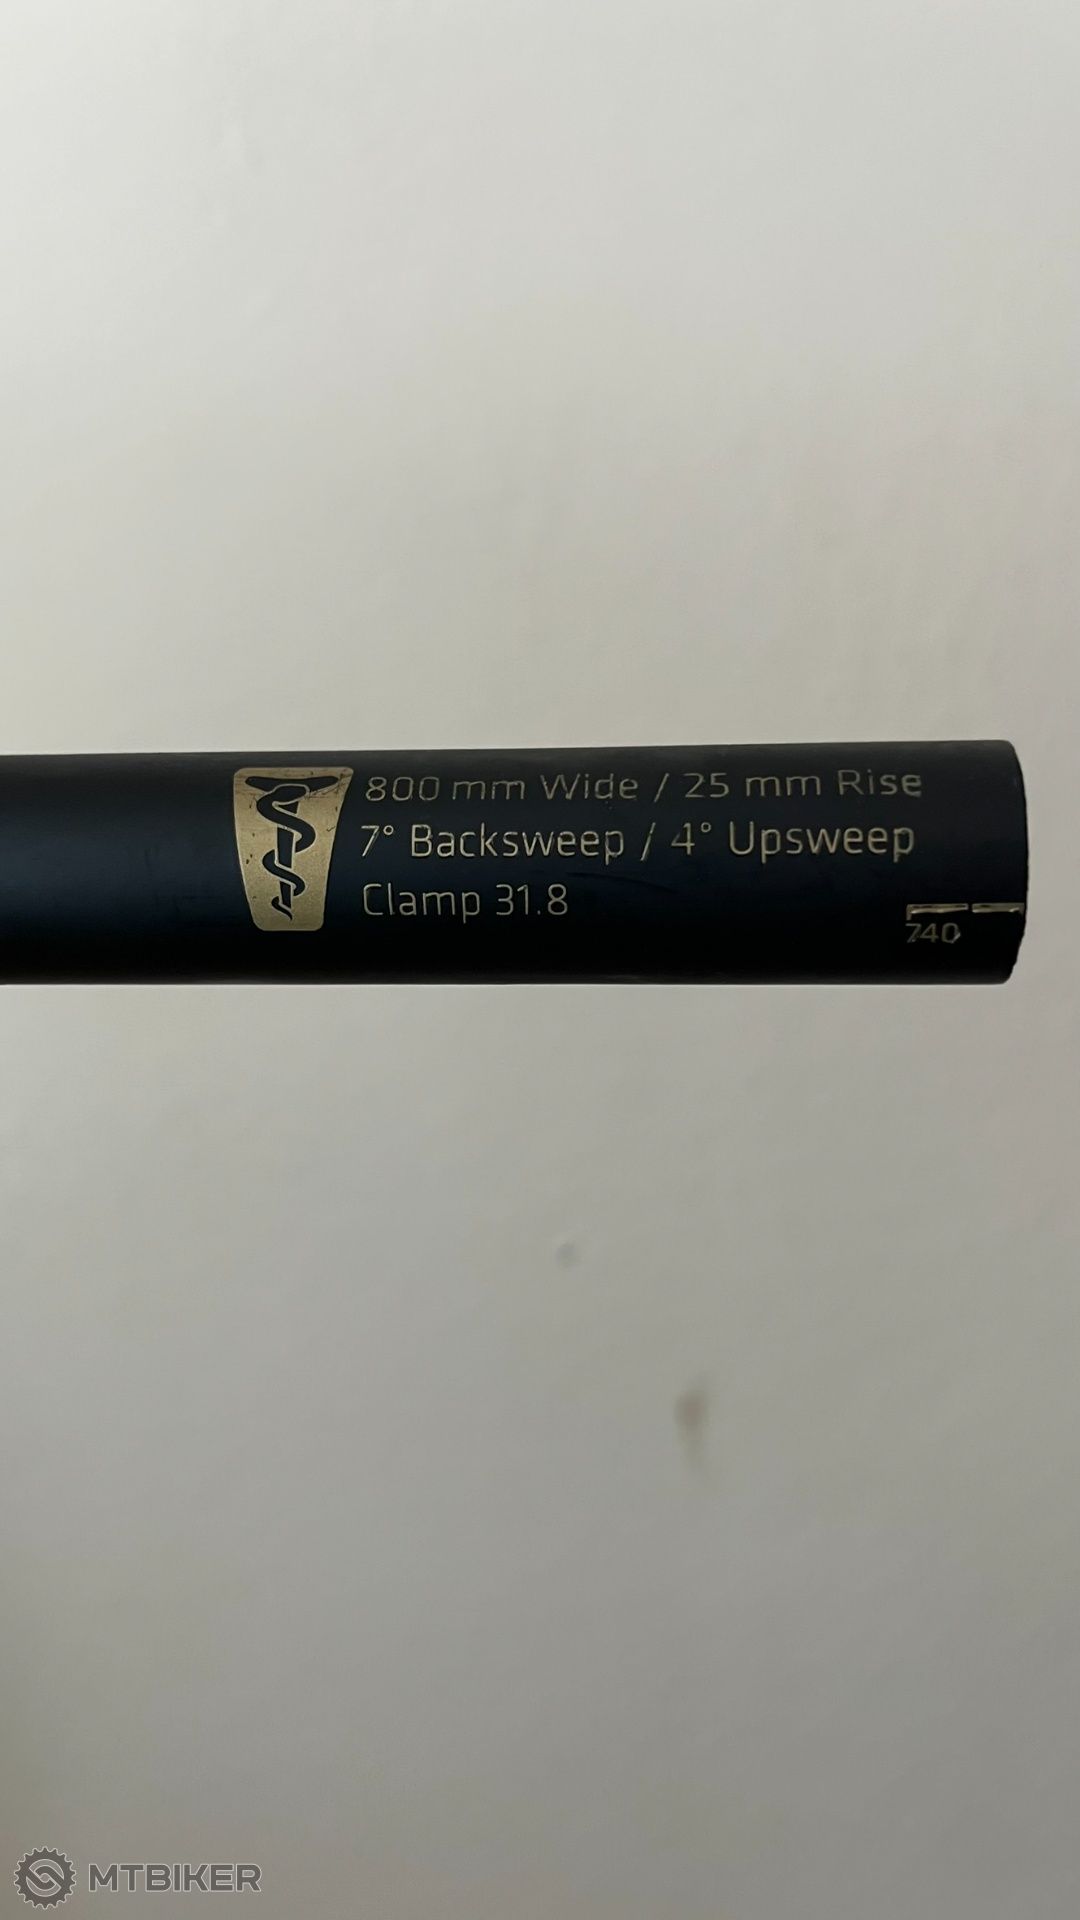 800 mm Wide / 25 mm Rise
7° Backsweep / 4° Upsweep
Clamp 31.8
740
MTBIKER